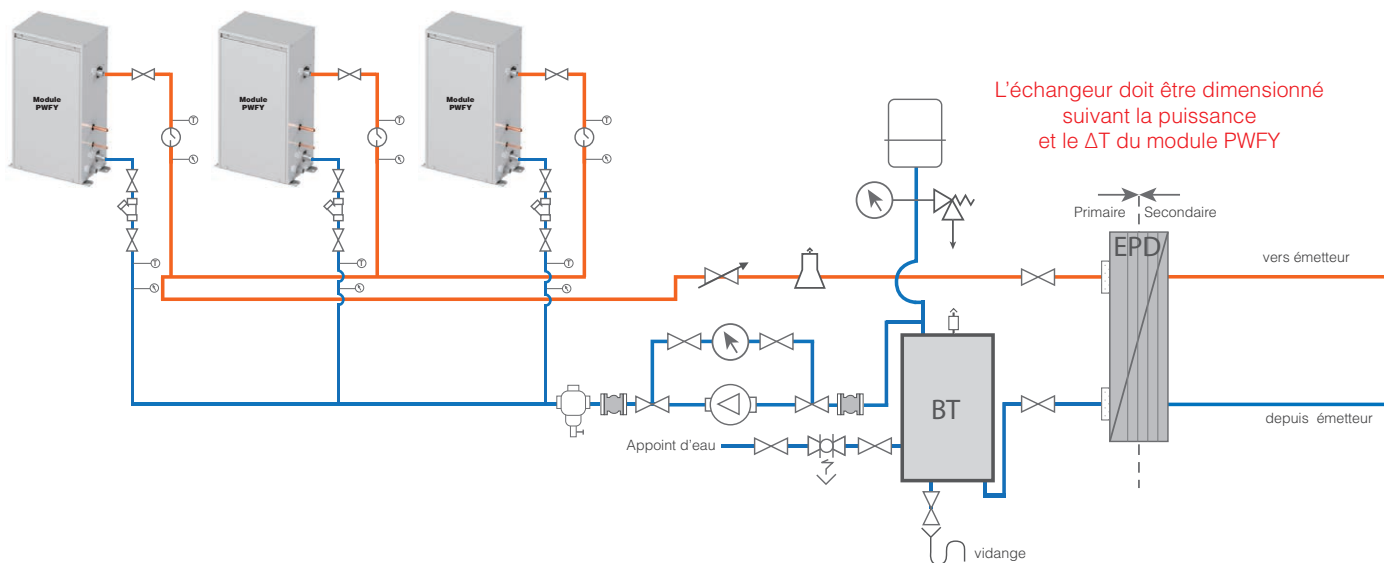 Module
PWFY
Module
PWFY
Module
PWFY
L'échangeur doit être dimensionné
suivant la puissance
et le ΔT du module PWFY
Primaire
Secondaire
EPD
vers émetteur
T
T
T
T
T
T
BT
depuis émetteur
Appoint d'eau
vidange